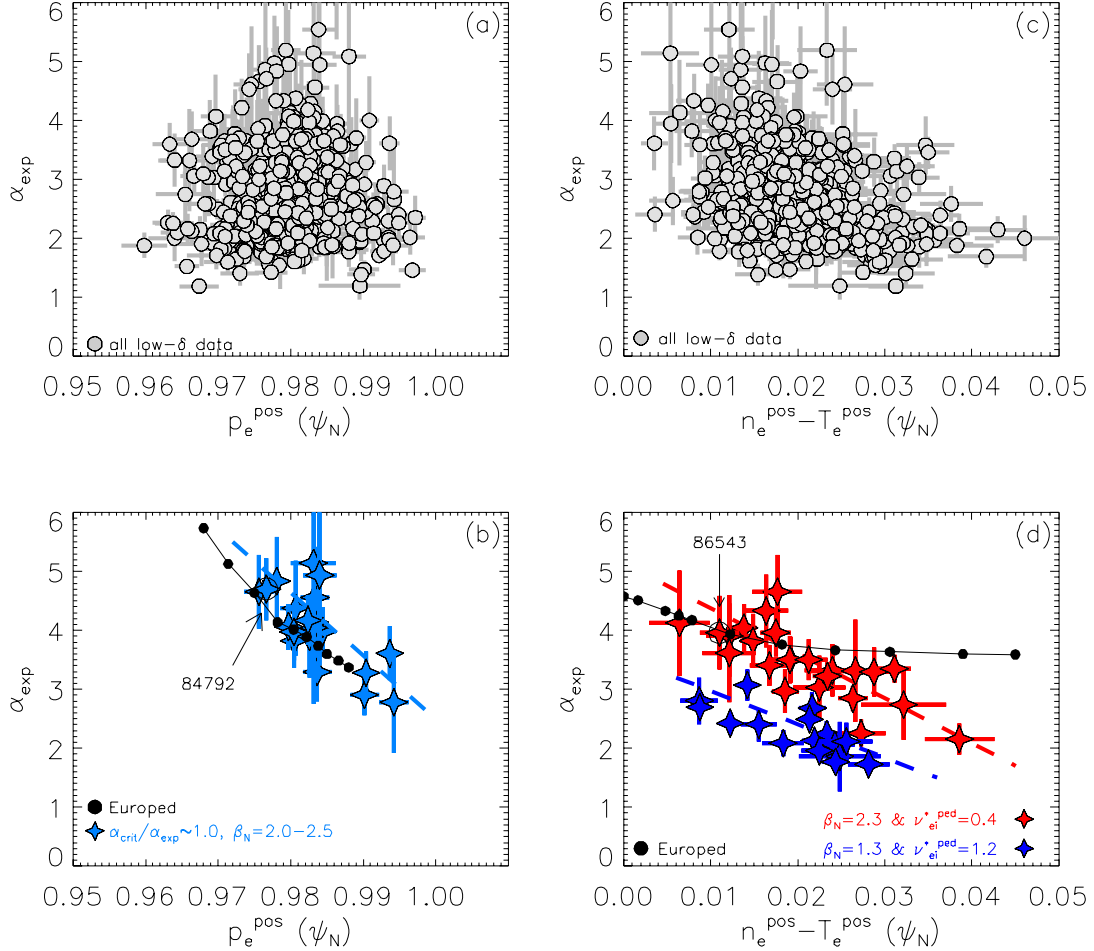 (a)
α_exp
6
5
4
3
2
1
0
all low-δ data
0.95 0.96 0.97 0.98 0.99 1.00
p_e^pos (ψ_N)
(c)
α_exp
6
5
4
3
2
1
0
all low-δ data
0.00 0.01 0.02 0.03 0.04 0.05
n_e^pos−T_e^pos (ψ_N)
(b)
α_exp
6
5
4
3
2
1
0
84792
Europed
α_crit/α_exp~1.0, β_N=2.0−2.5
0.95 0.96 0.97 0.98 0.99 1.00
p_e^pos (ψ_N)
(d)
α_exp
6
5
4
3
2
1
0
86543
β_N=2.3 & ν*_ei^ped=0.4
β_N=1.3 & ν*_ei^ped=1.2
Europed
0.00 0.01 0.02 0.03 0.04 0.05
n_e^pos−T_e^pos (ψ_N)